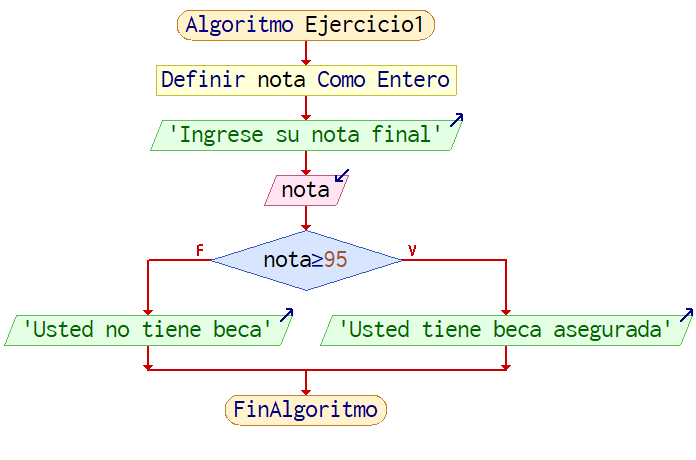 Algoritmo Ejercicio1
Definir nota Como Entero
'Ingrese su nota final'
nota
F
V
nota≥95
'Usted no tiene beca'
'Usted tiene beca asegurada'
FinAlgoritmo